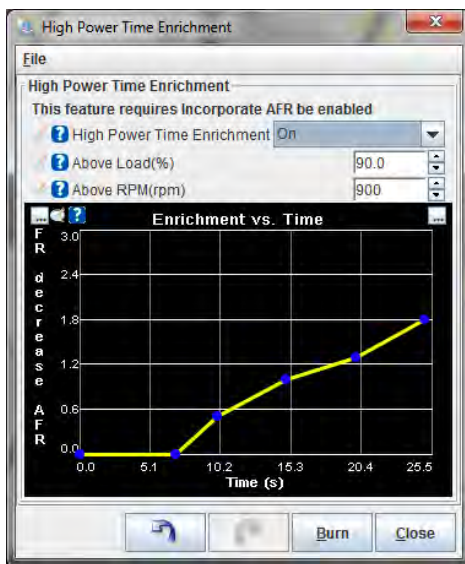 High Power Time Enrichment
File
High Power Time Enrichment
This feature requires Incorporate AFR be enabled
? High Power Time Enrichment On
? Above Load(%) 90.0
? Above RPM(rpm) 900
... ? Enrichment vs. Time ...
FR decrease AFR
3.0
2.4
1.8
1.2
0.6
0.0
0.0 5.1 10.2 15.3 20.4 25.5
Time (s)
Burn Close